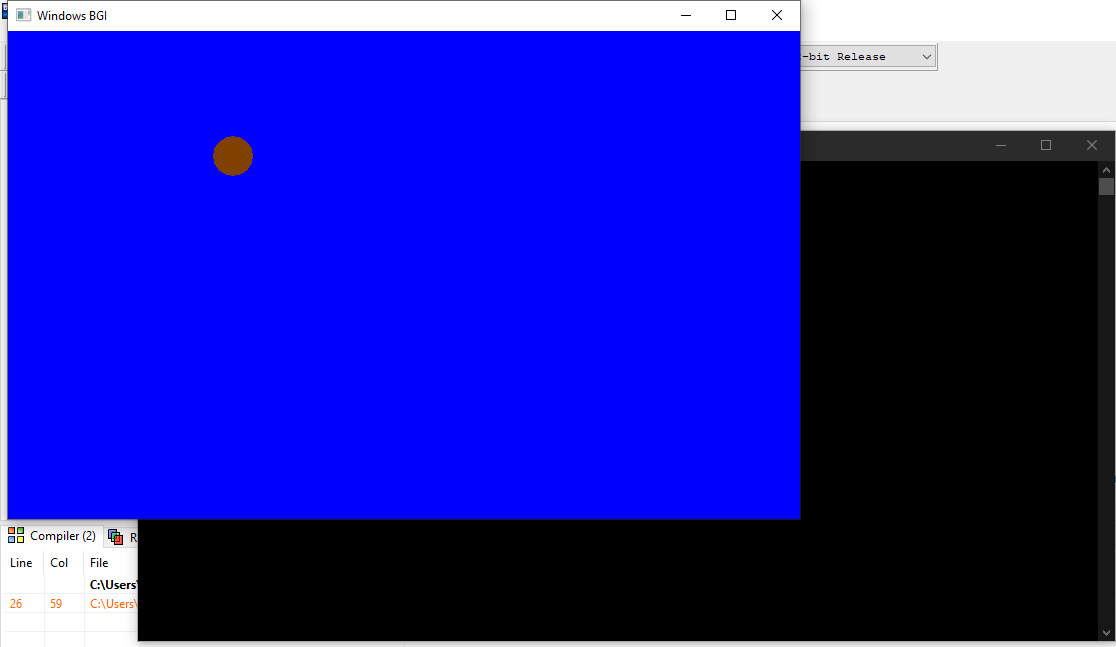 Windows BGI
-bit Release
Compiler (2)
Line Col File
C:\Users\
26 59 C:\Users\